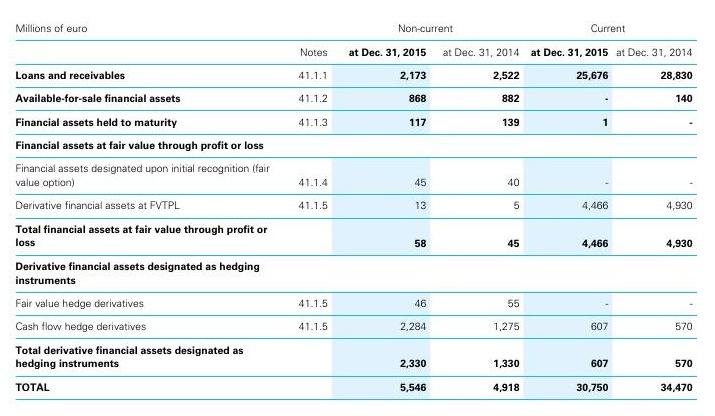 Millions of euro Non-current Current
Notes at Dec. 31, 2015 at Dec. 31, 2014 at Dec. 31, 2015 at Dec. 31, 2014
Loans and receivables 41.1.1 2,173 2,522 25,676 28,830
Available-for-sale financial assets 41.1.2 868 882 - 140
Financial assets held to maturity 41.1.3 117 139 1 -
Financial assets at fair value through profit or loss
Financial assets designated upon initial recognition (fair
value option) 41.1.4 45 40 - -
Derivative financial assets at FVTPL 41.1.5 13 5 4,466 4,930
Total financial assets at fair value through profit or
loss 58 45 4,466 4,930
Derivative financial assets designated as hedging
instruments
Fair value hedge derivatives 41.1.5 46 55 - -
Cash flow hedge derivatives 41.1.5 2,284 1,275 607 570
Total derivative financial assets designated as
hedging instruments 2,330 1,330 607 570
TOTAL 5,546 4,918 30,750 34,470